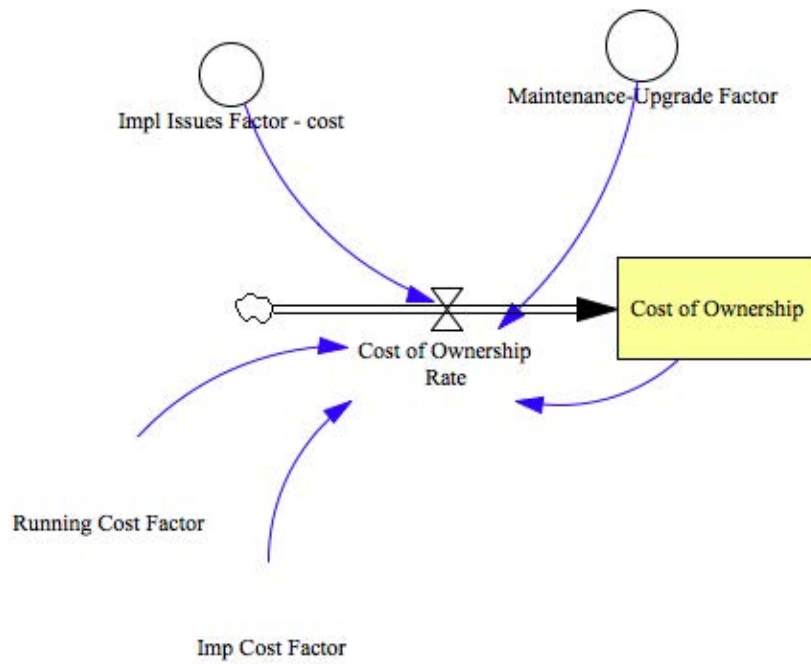 Maintenance-Upgrade Factor
Impl Issues Factor - cost
Cost of Ownership
Cost of Ownership
Rate
Running Cost Factor
Imp Cost Factor